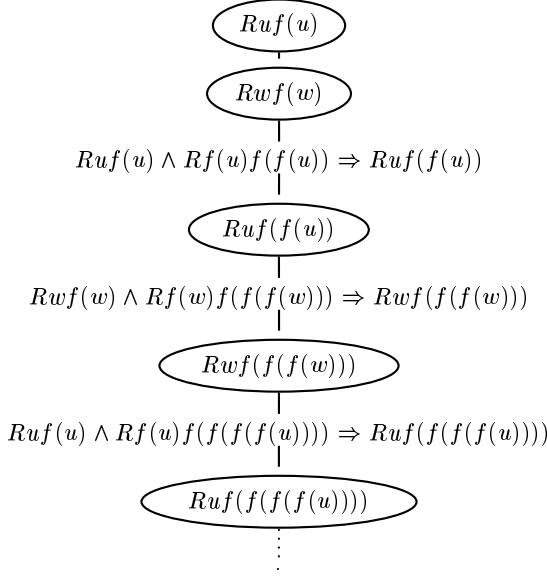 Ruf(u)
Rwf(w)
Ruf(u) ∧ Rf(u)f(f(u)) ⇒ Ruf(f(u))
Ruf(f(u))
Rwf(w) ∧ Rf(w)f(f(f(w))) ⇒ Rwf(f(f(w)))
Rwf(f(f(w)))
Ruf(u) ∧ Rf(u)f(f(f(f(u)))) ⇒ Ruf(f(f(f(u))))
Ruf(f(f(f(u))))